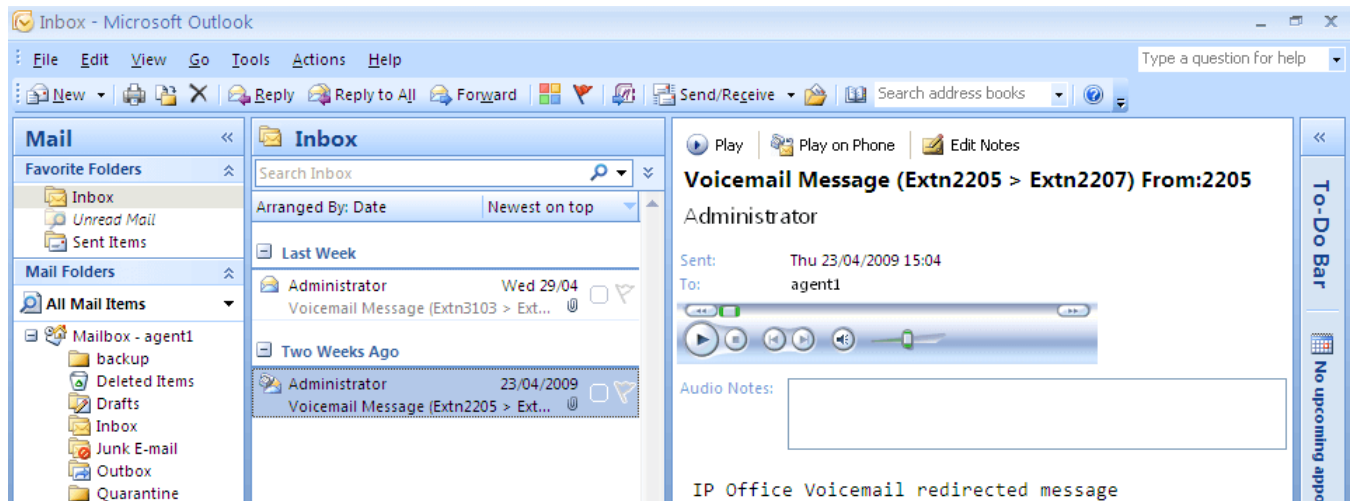 Inbox - Microsoft Outlook
File Edit View Go Tools Actions Help
Type a question for help
New Reply Reply to All Forward Send/Receive Search address books
Mail
Favorite Folders
Inbox
Unread Mail
Sent Items
Mail Folders
All Mail Items
Mailbox - agent1
backup
Deleted Items
Drafts
Inbox
Junk E-mail
Outbox
Quarantine
Inbox
Search Inbox
Arranged By: Date Newest on top
Last Week
Administrator Wed 29/04
Voicemail Message (Extn3103 > Ext...
Two Weeks Ago
Administrator 23/04/2009
Voicemail Message (Extn2205 > Ext...
Play Play on Phone Edit Notes
Voicemail Message (Extn2205 > Extn2207) From:2205
Administrator
Sent: Thu 23/04/2009 15:04
To: agent1
Audio Notes:
IP Office Voicemail redirected message
To-Do Bar
No upcoming appo